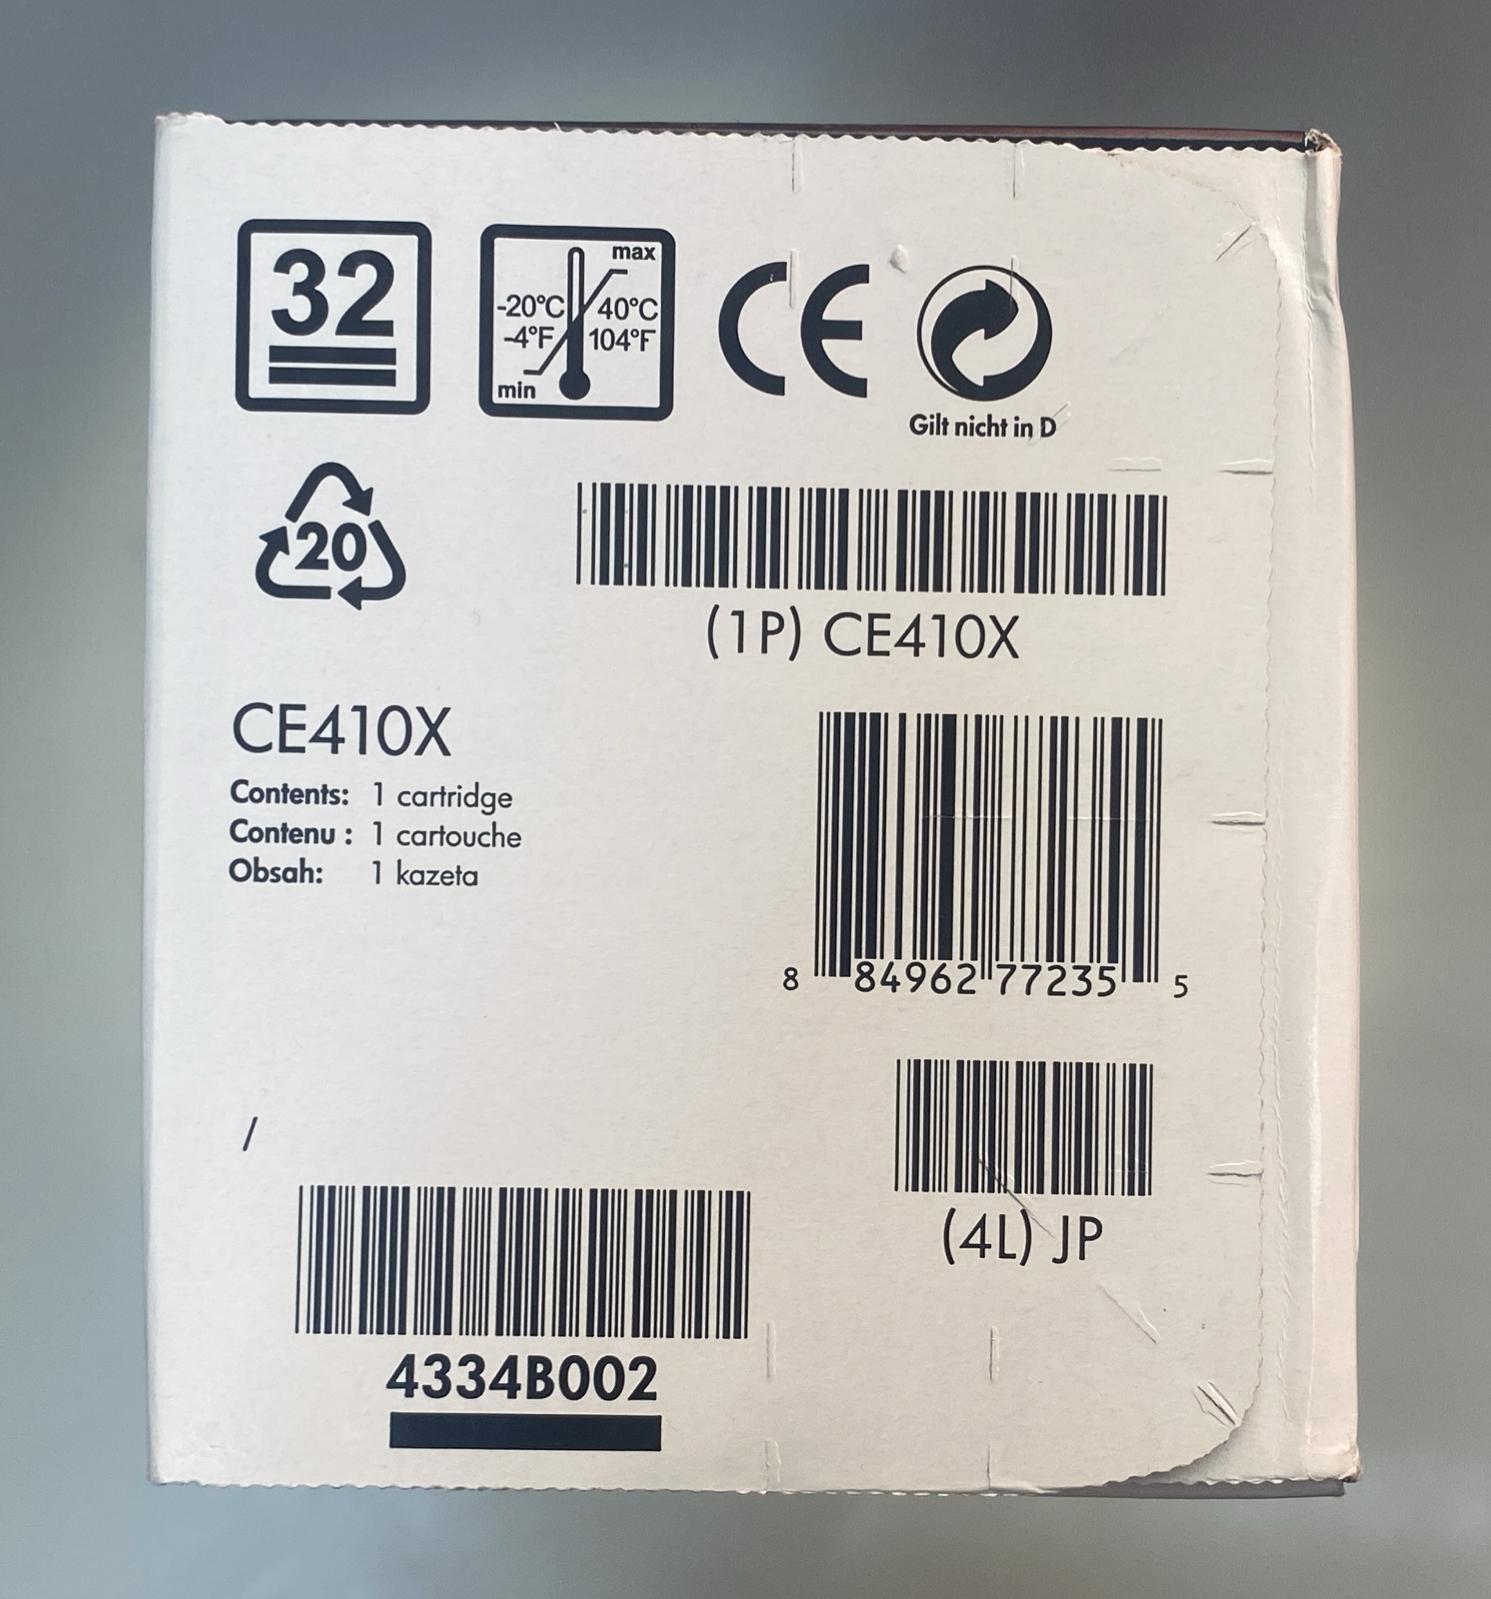 32
max
-20°C 40°C
-4°F 104°F
min
CE
Gilt nicht in D
20
(1P) CE410X
CE410X
Contents: 1 cartridge
Contenu : 1 cartouche
Obsah: 1 kazeta
8 84962 77235 5
/
(4L) JP
4334B002